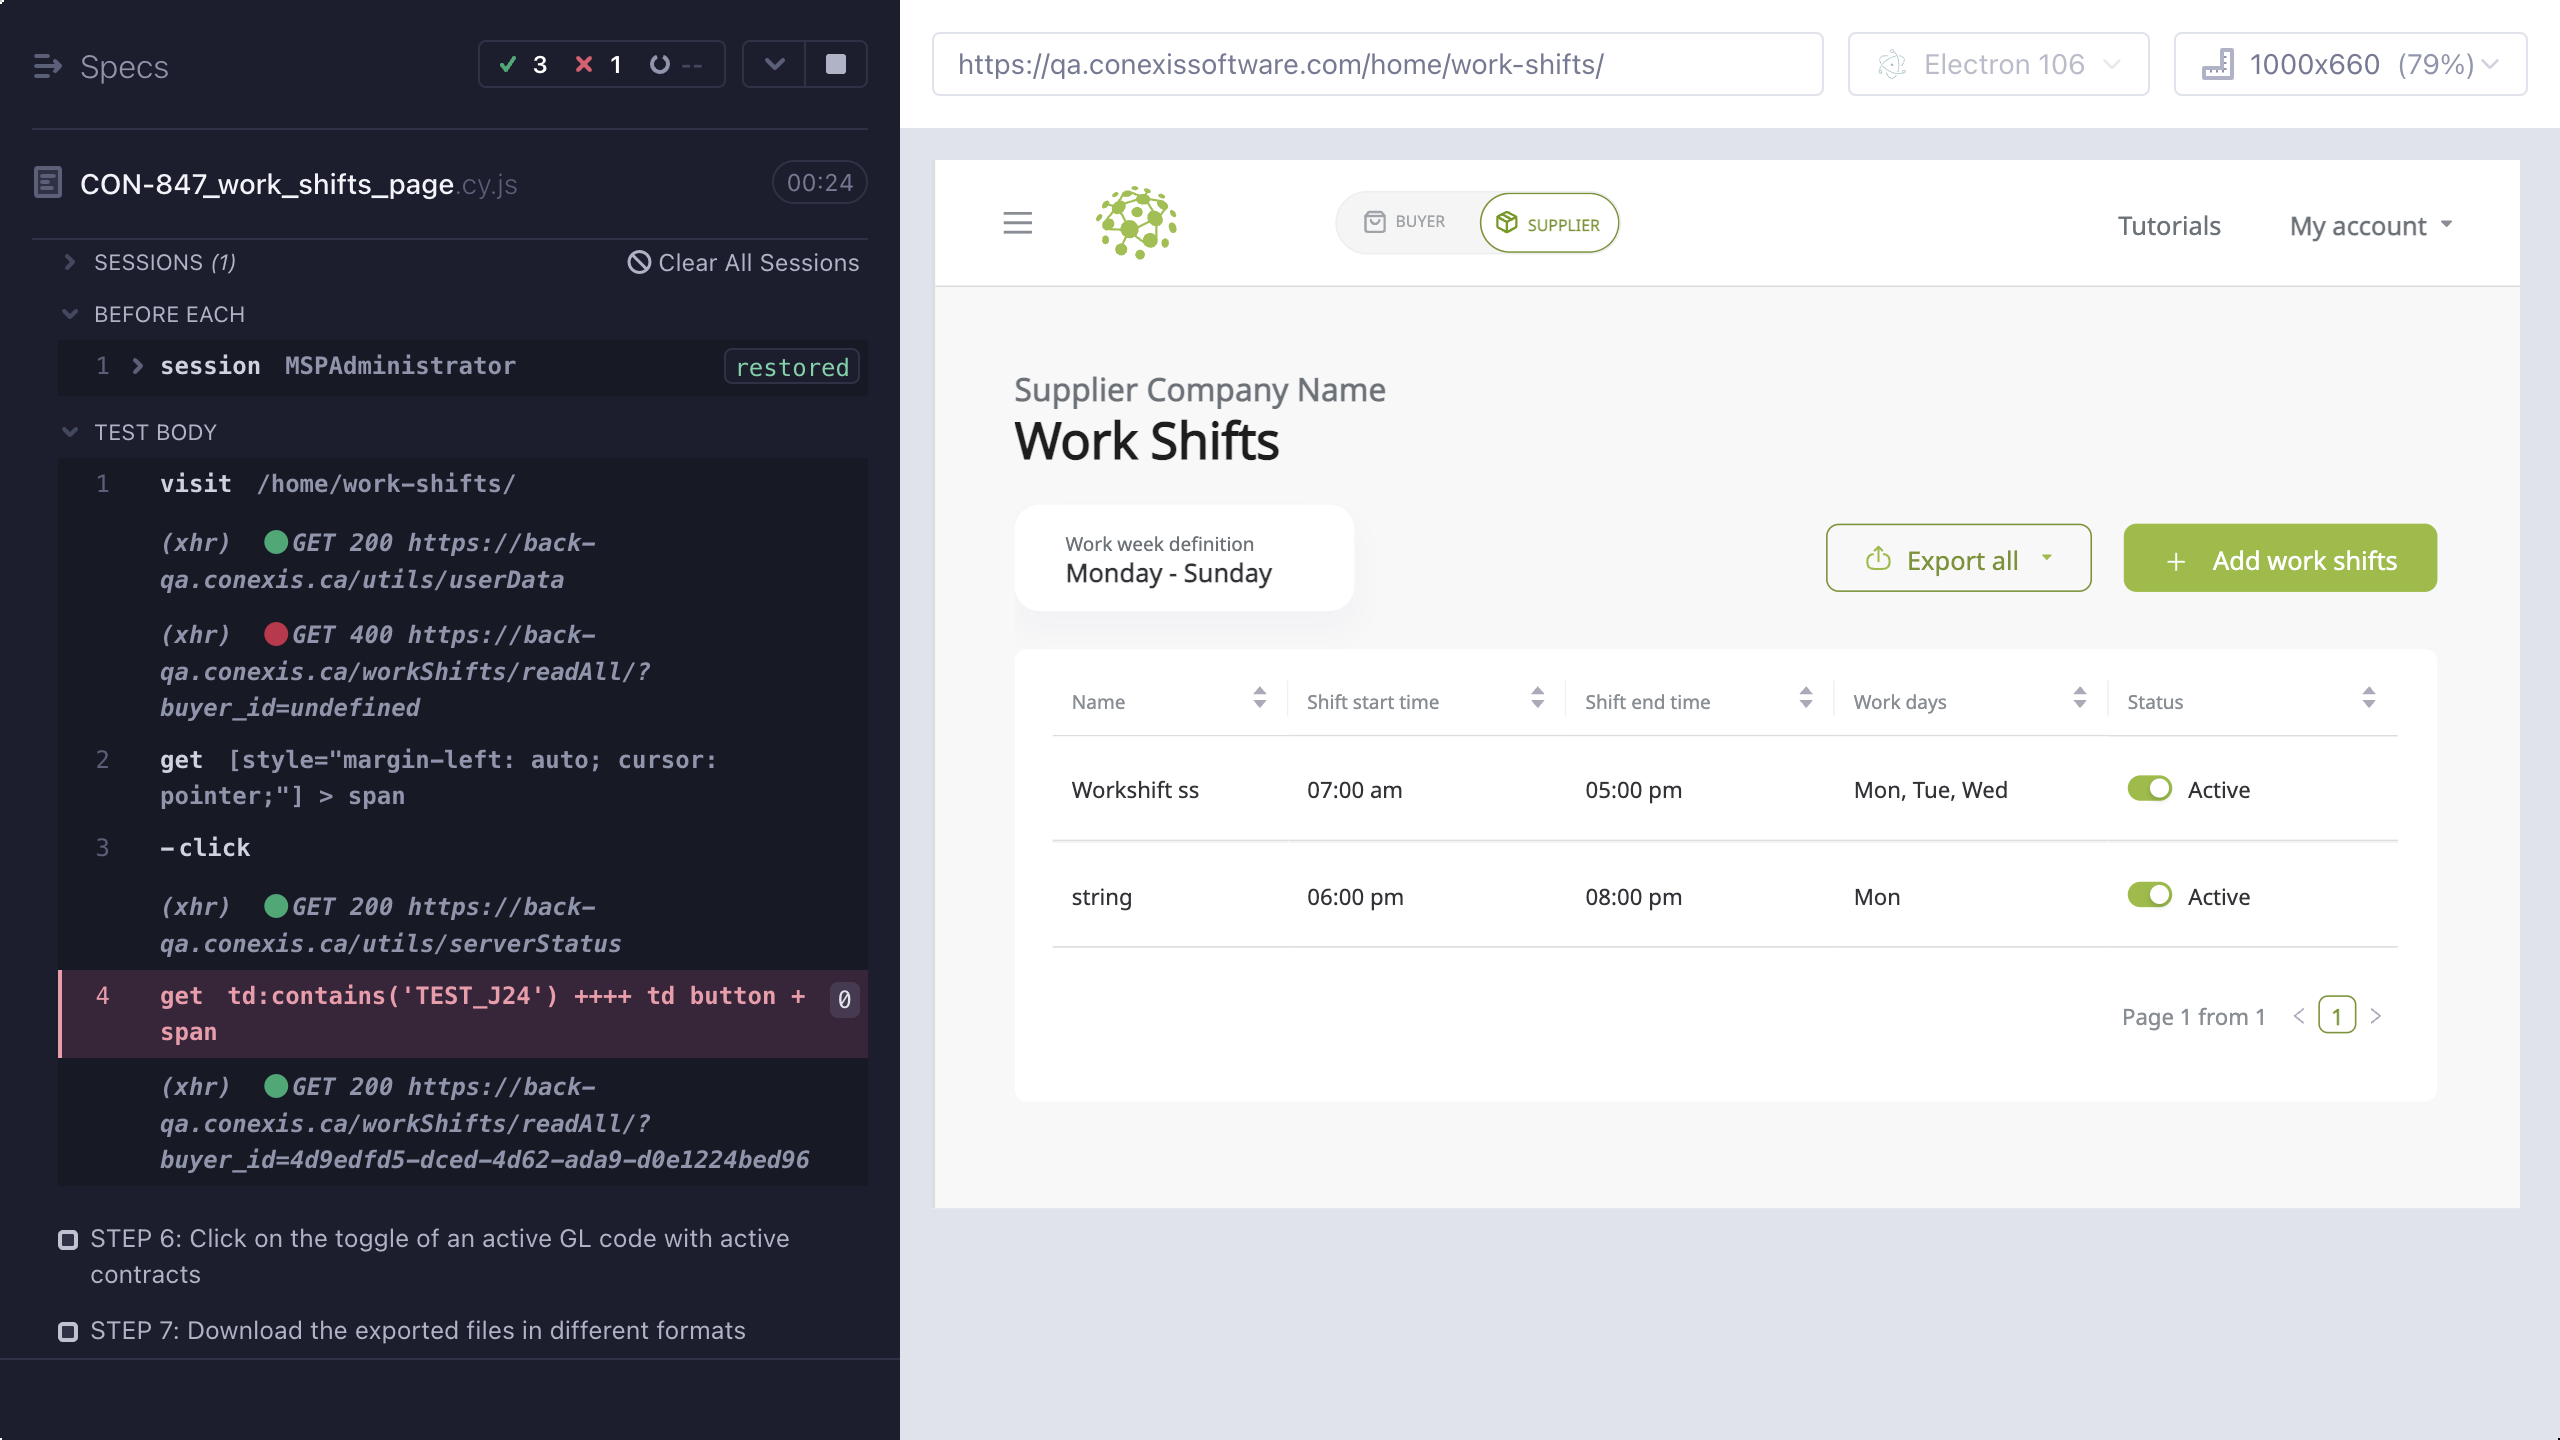 Specs
3 1 --
CON-847_work_shifts_page.cy.js
00:24
SESSIONS (1)
Clear All Sessions
BEFORE EACH
1 session MSPAdministrator
restored
TEST BODY
1 visit /home/work-shifts/
(xhr) GET 200 https://back-
qa.conexis.ca/utils/userData
(xhr) GET 400 https://back-
qa.conexis.ca/workShifts/readAll/?
buyer_id=undefined
2 get [style="margin-left: auto; cursor:
pointer;"] > span
3 -click
(xhr) GET 200 https://back-
qa.conexis.ca/utils/serverStatus
4 get td:contains('TEST_J24') ++++ td button +
span
0
(xhr) GET 200 https://back-
qa.conexis.ca/workShifts/readAll/?
buyer_id=4d9edfd5-dced-4d62-ada9-d0e1224bed96
STEP 6: Click on the toggle of an active GL code with active
contracts
STEP 7: Download the exported files in different formats
https://qa.conexissoftware.com/home/work-shifts/
Electron 106
1000x660 (79%)
BUYER
SUPPLIER
Tutorials
My account
Supplier Company Name
Work Shifts
Work week definition
Monday - Sunday
Export all
+ Add work shifts
Name Shift start time Shift end time Work days Status
Workshift ss 07:00 am 05:00 pm Mon, Tue, Wed Active
string 06:00 pm 08:00 pm Mon Active
Page 1 from 1 < 1 >